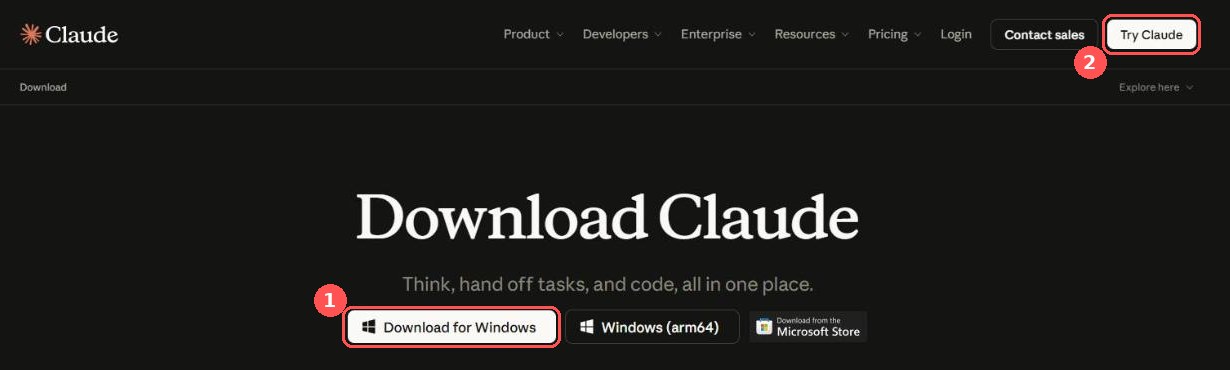 Claude
Product
Developers
Enterprise
Resources
Pricing
Login
Contact sales
Try Claude
2
Download
Explore here
Download Claude
Think, hand off tasks, and code, all in one place.
1
Download for Windows
Windows (arm64)
Download from the
Microsoft Store